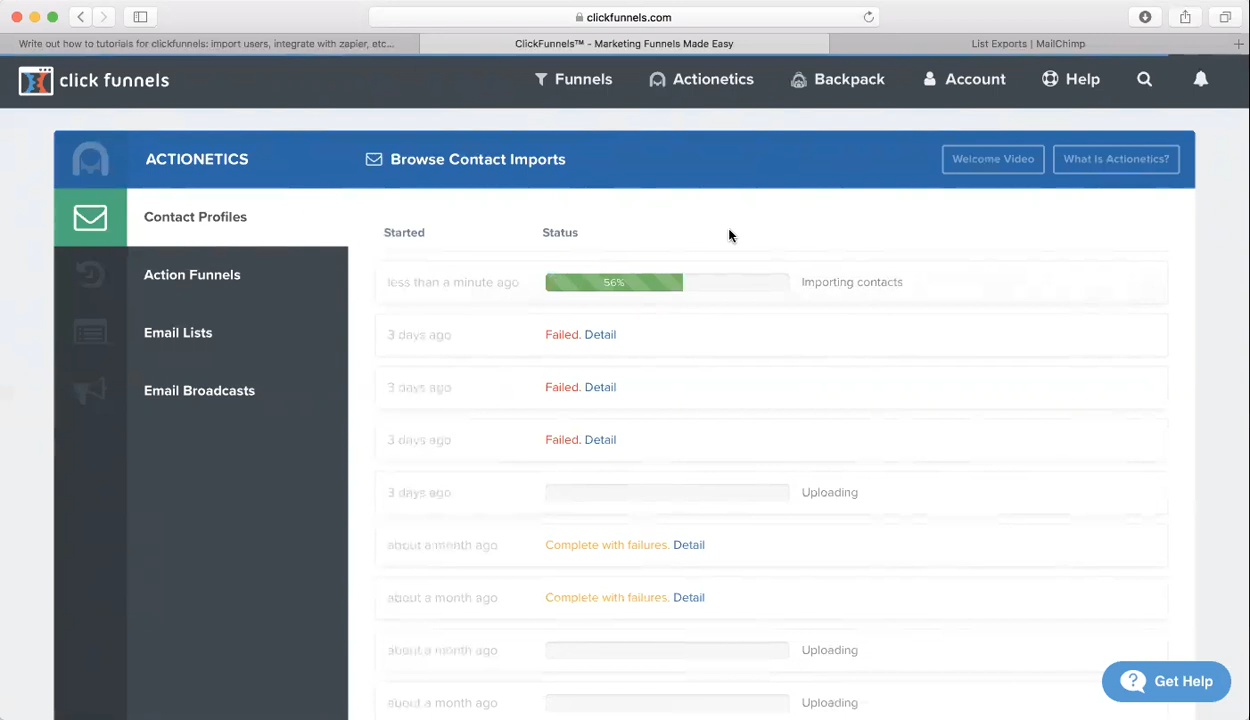 clickfunnels.com
Write out how to tutorials for clickfunnels: import users, integrate with zapier, etc...
ClickFunnels™ - Marketing Funnels Made Easy
List Exports | MailChimp
click funnels
Funnels
Actionetics
Backpack
Account
Help
ACTIONETICS
Browse Contact Imports
Welcome Video
What Is Actionetics?
Contact Profiles
Action Funnels
Email Lists
Email Broadcasts
Started Status
less than a minute ago 56% Importing contacts
3 days ago Failed. Detail
3 days ago Failed. Detail
3 days ago Failed. Detail
3 days ago Uploading
about a month ago Complete with failures. Detail
about a month ago Complete with failures. Detail
about a month ago Uploading
about a month ago Uploading
Get Help